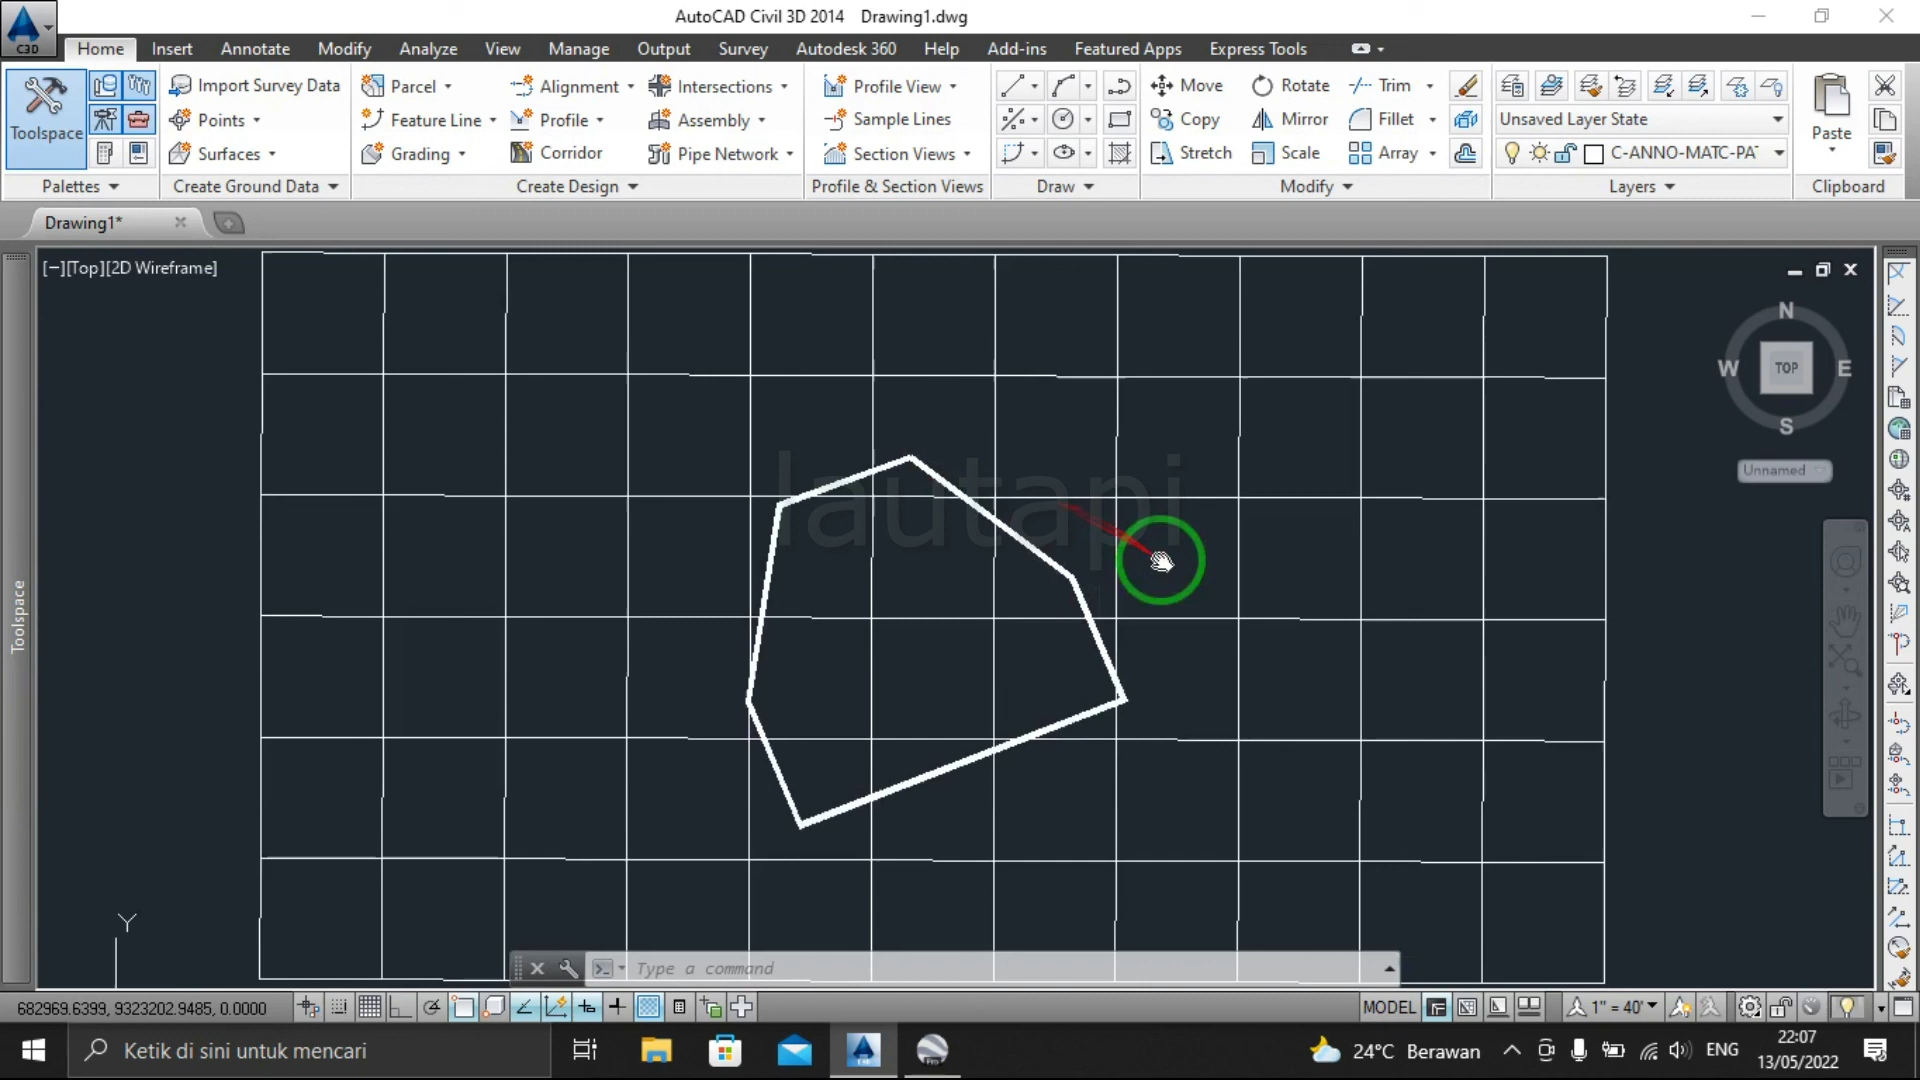 AutoCAD Civil 3D 2014 Drawing1.dwg
C3D
Home Insert Annotate Modify Analyze View Manage Output Survey Autodesk 360 Help Add-ins Featured Apps Express Tools
Toolspace
Import Survey Data
Points
Surfaces
Parcel
Feature Line
Grading
Alignment
Profile
Corridor
Intersections
Assembly
Pipe Network
Profile View
Sample Lines
Section Views
Move
Copy
Stretch
Rotate
Mirror
Scale
Trim
Fillet
Array
Unsaved Layer State
C-ANNO-MATC-PA
Paste
Palettes
Create Ground Data
Create Design
Profile & Section Views
Draw
Modify
Layers
Clipboard
Drawing1*
[−][Top][2D Wireframe]
N
W TOP E
S
Unnamed
lautapi
Toolspace
Y
Type a command
682969.6399, 9323202.9485, 0.0000
MODEL
1" = 40'
Ketik di sini untuk mencari
24°C Berawan
ENG
22:07
13/05/2022